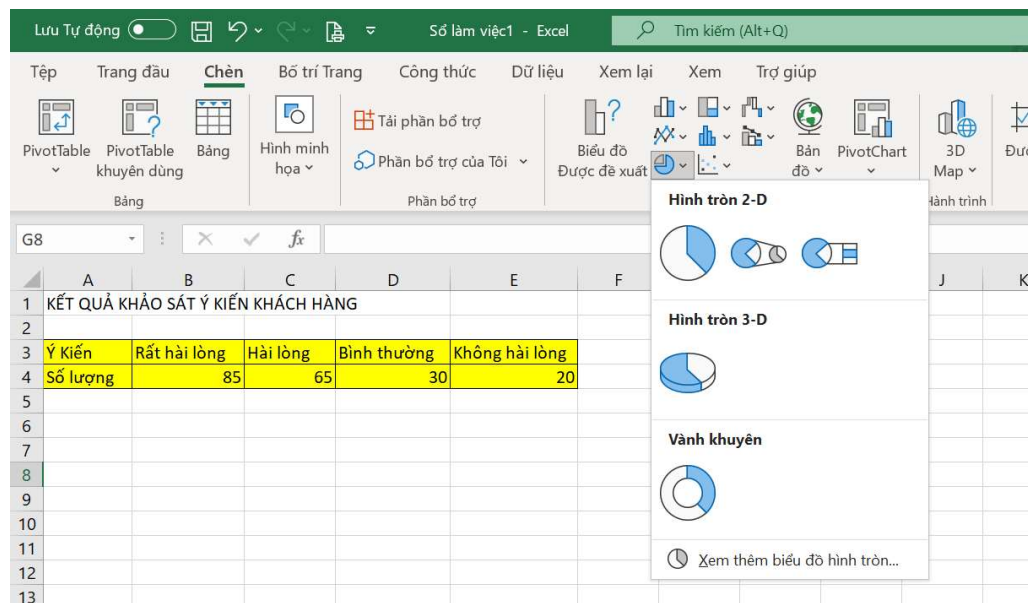 Lưu Tự động
Sổ làm việc1 - Excel
Tìm kiếm (Alt+Q)
Tệp Trang đầu Chèn Bố trí Trang Công thức Dữ liệu Xem lại Xem Trợ giúp
PivotTable
PivotTable khuyên dùng
Bảng
Hình minh họa
Tải phần bổ trợ
Phần bổ trợ của Tôi
Biểu đồ Được đề xuất
Bản đồ
PivotChart
3D Map
Bảng
Phần bổ trợ
Hành trình
G8
fx
A B C D E F J K
1 KẾT QUẢ KHẢO SÁT Ý KIẾN KHÁCH HÀNG
2
3 Ý Kiến Rất hài lòng Hài lòng Bình thường Không hài lòng
4 Số lượng 85 65 30 20
5
6
7
8
9
10
11
12
13
Hình tròn 2-D
Hình tròn 3-D
Vành khuyên
Xem thêm biểu đồ hình tròn...